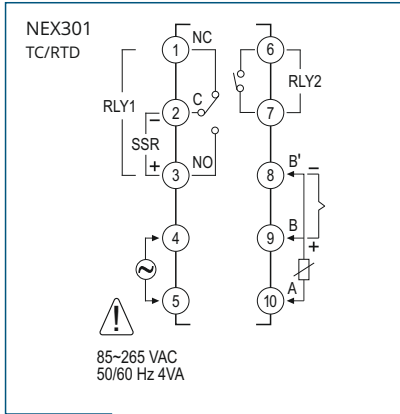 NEX301
TC/RTD
1 NC
6
RLY1
C
RLY2
2
7
−
SSR
+
3 NO
8 B' −
4
9 B +
5
10 A
85~265 VAC
50/60 Hz 4VA